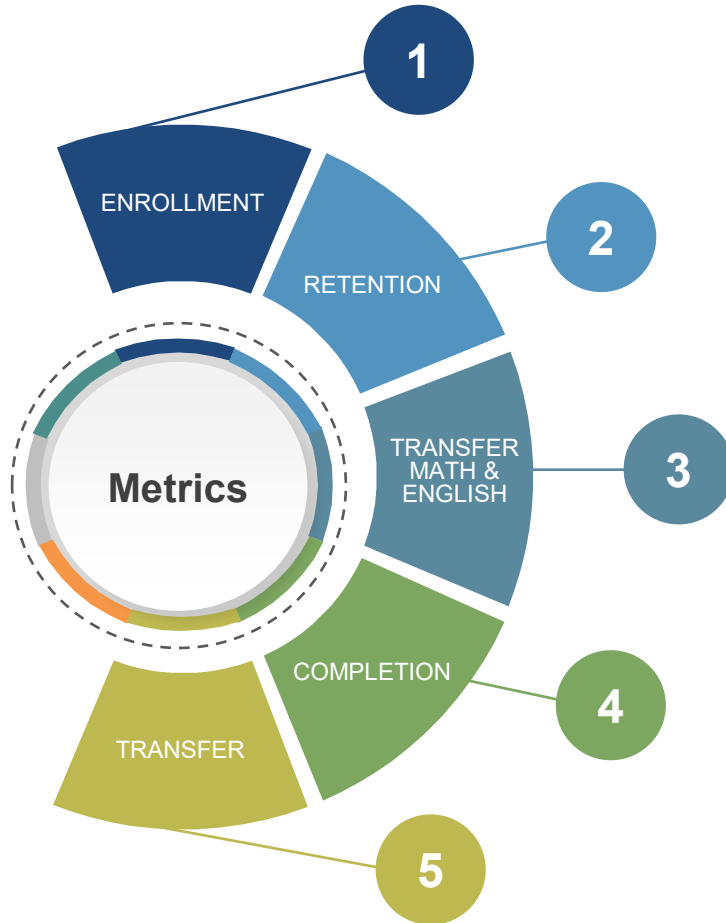 1
ENROLLMENT
2
RETENTION
TRANSFER
MATH &
ENGLISH
3
Metrics
COMPLETION
4
TRANSFER
5